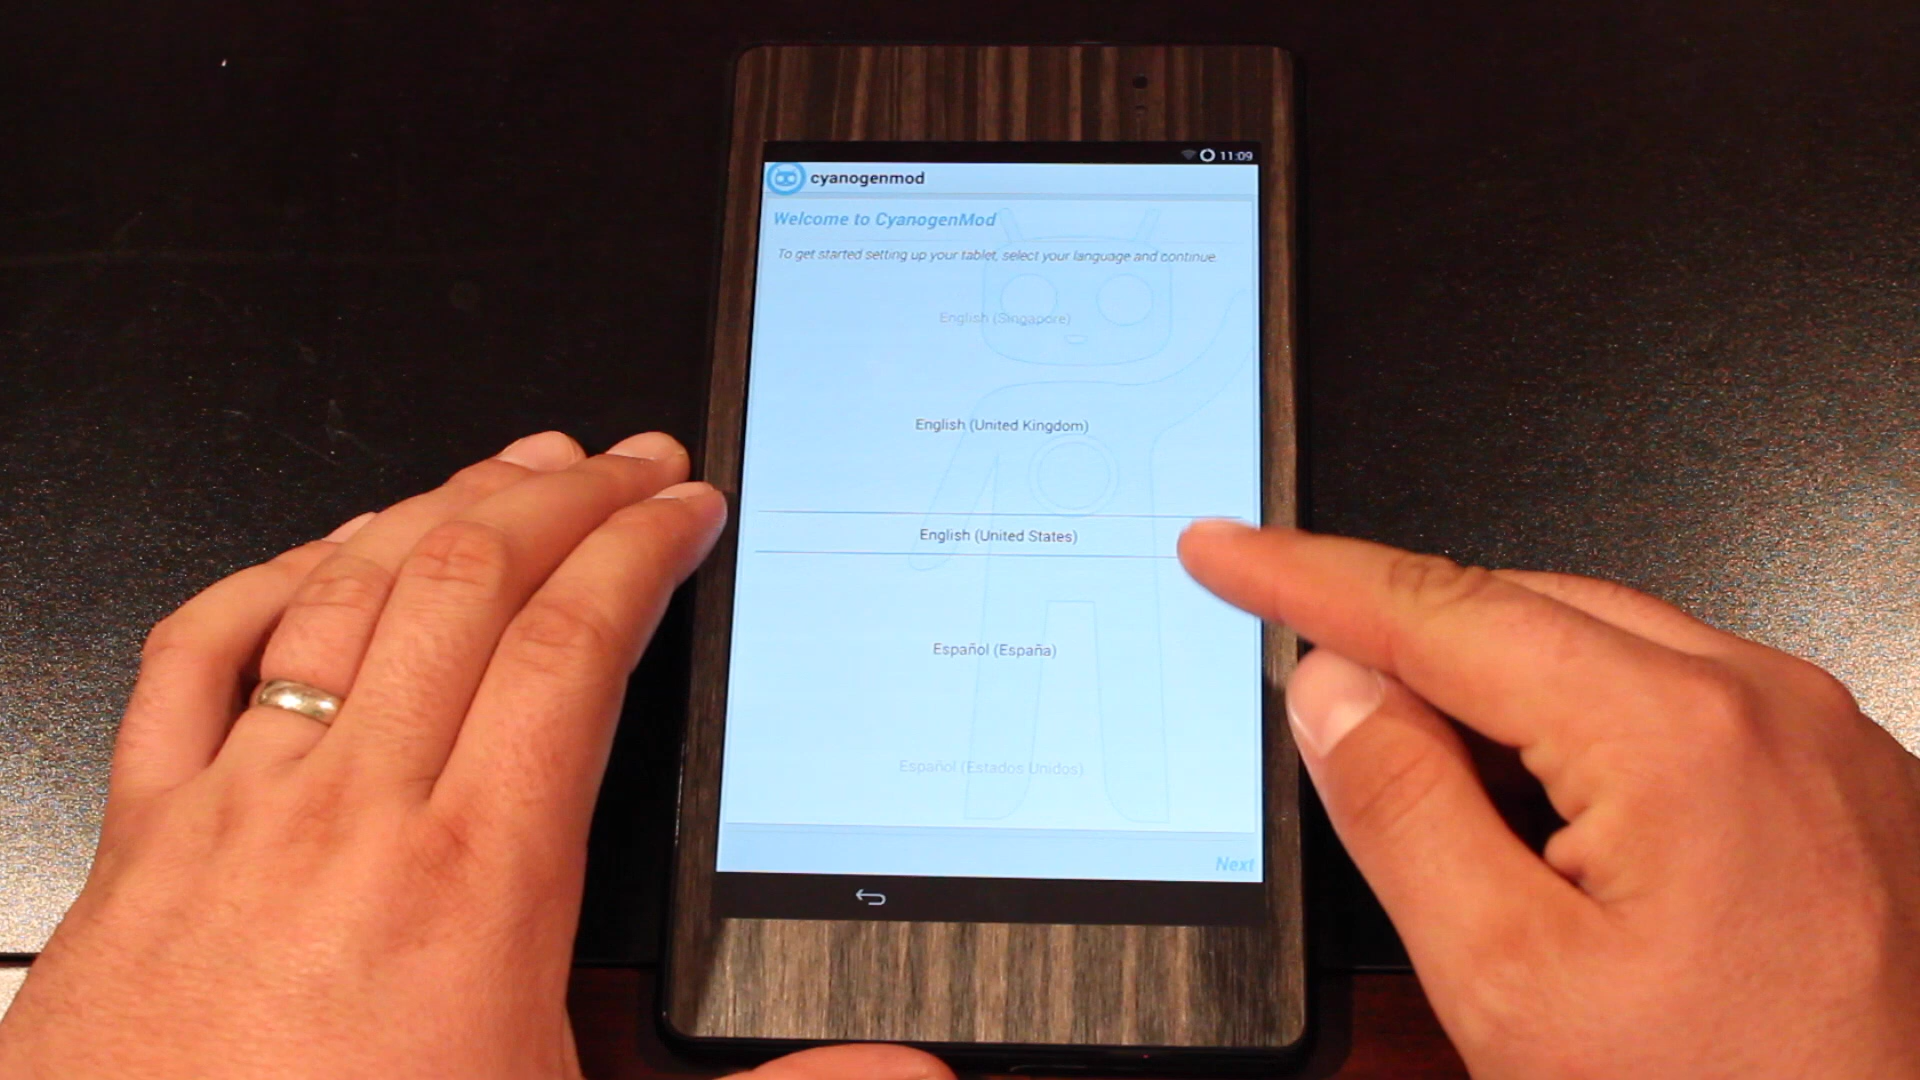 11:09
cyanogenmod
Welcome to CyanogenMod
To get started setting up your tablet, select your language and continue.
English (Singapore)
English (United Kingdom)
English (United States)
Español (España)
Español (Estados Unidos)
Next